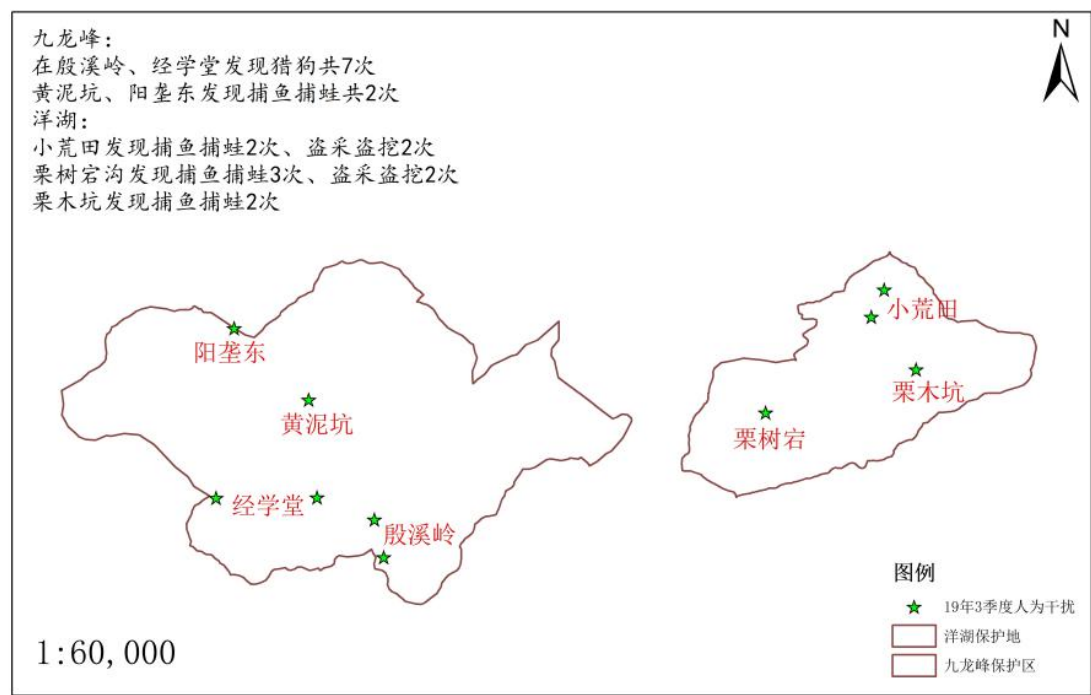 九龙峰：
在殷溪岭、经学堂发现猎狗共7次
黄泥坑、阳垄东发现捕鱼捕蛙共2次
洋湖：
小荒田发现捕鱼捕蛙2次、盗采盗挖2次
栗树宕沟发现捕鱼捕蛙3次、盗采盗挖2次
栗木坑发现捕鱼捕蛙2次
N
小荒田
阳垄东
栗木坑
黄泥坑
栗树宕
经学堂
殷溪岭
图例
19年3季度人为干扰
洋湖保护地
九龙峰保护区
1:60,000